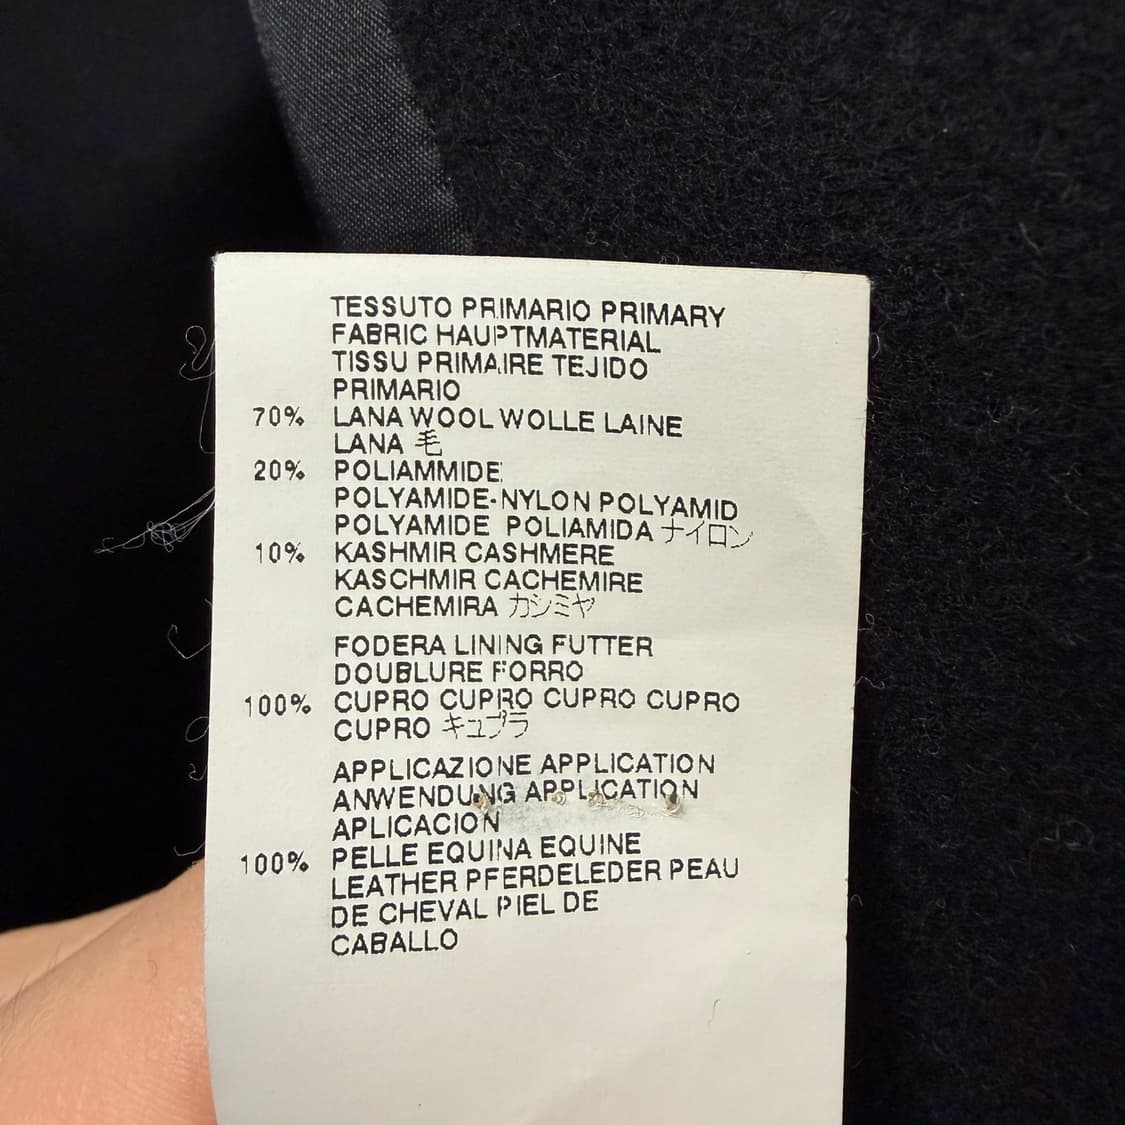 TESSUTO PRIMARIO PRIMARY
FABRIC HAUPTMATERIAL
TISSU PRIMAIRE TEJIDO
PRIMARIO
70% LANA WOOL WOLLE LAINE
LANA 毛
20% POLIAMMIDE
POLYAMIDE-NYLON POLYAMID
POLYAMIDE POLIAMIDA ナイロン
10% KASHMIR CASHMERE
KASCHMIR CACHEMIRE
CACHEMIRA カシミヤ
FODERA LINING FUTTER
DOUBLURE FORRO
100% CUPRO CUPRO CUPRO CUPRO
CUPRO キュプラ
APPLICAZIONE APPLICATION
ANWENDUNG APPLICATION
APLICACION
100% PELLE EQUINA EQUINE
LEATHER PFERDELEDER PEAU
DE CHEVAL PIEL DE
CABALLO